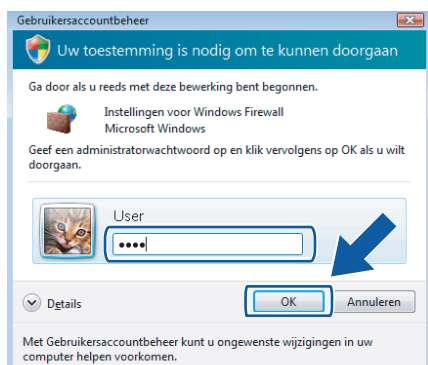 Gebruikersaccountbeheer
Uw toestemming is nodig om te kunnen doorgaan
Ga door als u reeds met deze bewerking bent begonnen.
Instellingen voor Windows Firewall
Microsoft Windows
Geef een administratorwachtwoord op en klik vervolgens op OK als u wilt
doorgaan.
User
••••
Details
OK
Annuleren
Met Gebruikersaccountbeheer kunt u ongewenste wijzigingen in uw
computer helpen voorkomen.